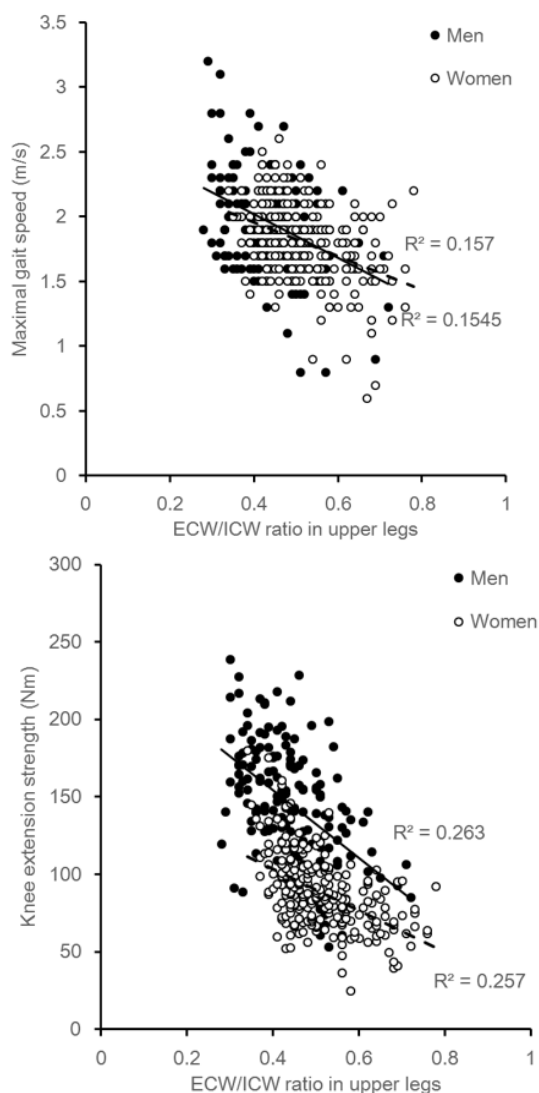 3.5
Men
Women
3
2.5
2
1.5
1
0.5
0
Maximal gait speed (m/s)
R² = 0.157
R² = 0.1545
0 0.2 0.4 0.6 0.8 1
ECW/ICW ratio in upper legs
300
Men
250
Women
200
150
100
50
0
Knee extension strength (Nm)
R² = 0.263
R² = 0.257
0 0.2 0.4 0.6 0.8 1
ECW/ICW ratio in upper legs